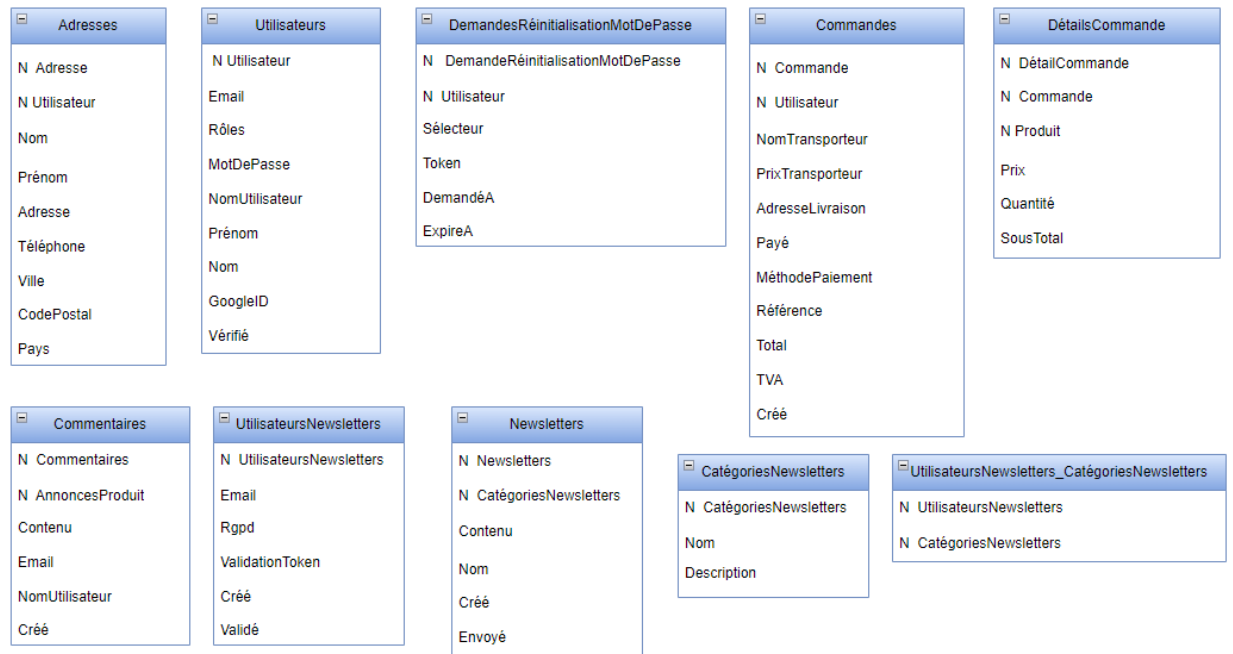 Adresses
N Adresse
N Utilisateur
Nom
Prénom
Adresse
Téléphone
Ville
CodePostal
Pays
Utilisateurs
N Utilisateur
Email
Rôles
MotDePasse
NomUtilisateur
Prénom
Nom
GoogleID
Vérifié
DemandesRéinitialisationMotDePasse
N DemandeRéinitialisationMotDePasse
N Utilisateur
Sélecteur
Token
DemandéA
ExpireA
Commandes
N Commande
N Utilisateur
NomTransporteur
PrixTransporteur
AdresseLivraison
Payé
MéthodePaiement
Référence
Total
TVA
Créé
DétailsCommande
N DétailCommande
N Commande
N Produit
Prix
Quantité
SousTotal
Commentaires
N Commentaires
N AnnoncesProduit
Contenu
Email
NomUtilisateur
Créé
UtilisateursNewsletters
N UtilisateursNewsletters
Email
Rgpd
ValidationToken
Créé
Validé
Newsletters
N Newsletters
N CatégoriesNewsletters
Contenu
Nom
Créé
Envoyé
CatégoriesNewsletters
N CatégoriesNewsletters
Nom
Description
UtilisateursNewsletters_CatégoriesNewsletters
N UtilisateursNewsletters
N CatégoriesNewsletters